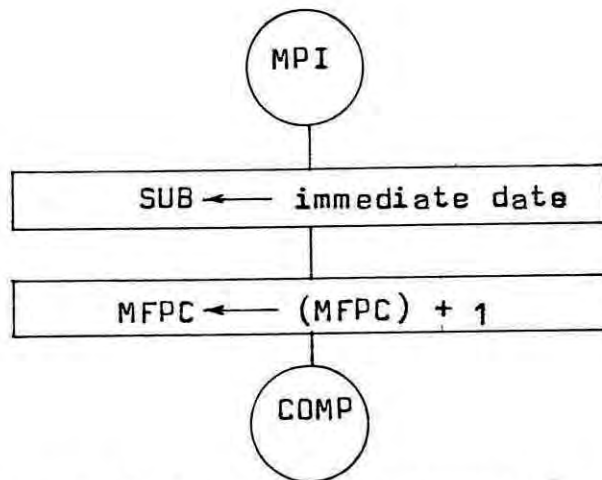 MPI
SUB ← immediate date
MFPC ← (MFPC) + 1
COMP